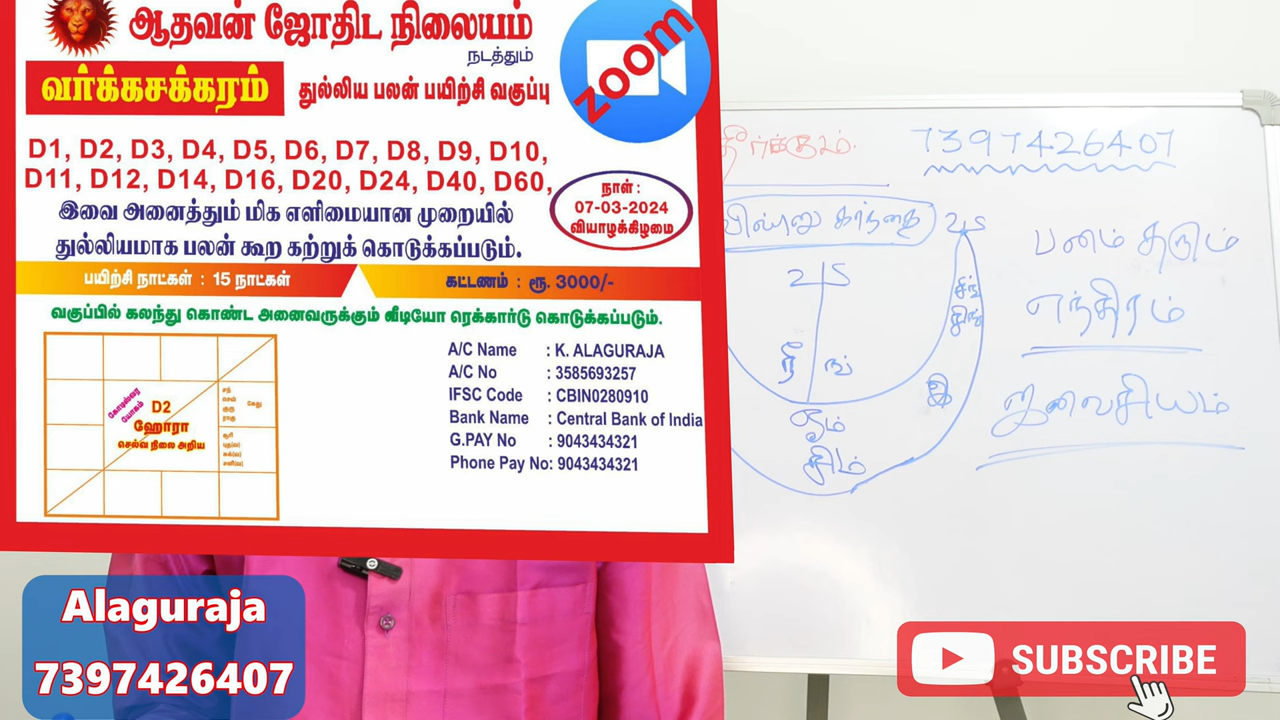 ஆதவன் ஜோதிட நிலையம்
நடத்தும்
வர்க்கசக்கரம்
துல்லிய பலன் பயிற்சி வகுப்பு
zoom
D1, D2, D3, D4, D5, D6, D7, D8, D9, D10,
D11, D12, D14, D16, D20, D24, D40, D60,
இவை அனைத்தும் மிக எளிமையான முறையில்
துல்லியமாக பலன் கூற கற்றுக் கொடுக்கப்படும்.
நாள் :
07-03-2024
வியாழக்கிழமை
பயிற்சி நாட்கள் : 15 நாட்கள்
கட்டணம் : ரூ. 3000/-
வகுப்பில் கலந்து கொண்ட அனைவருக்கும் வீடியோ ரெக்கார்டு கொடுக்கப்படும்.
கோடீஸ்வர
யோகம்
D2
ஹோரா
செல்வ நிலை அறிய
கேது
A/C Name : K. ALAGURAJA
A/C No : 3585693257
IFSC Code : CBIN0280910
Bank Name : Central Bank of India
G.PAY No : 9043434321
Phone Pay No: 9043434321
7397426407
பணம் தரும்
எந்திரம்
இரகசியம்
Alaguraja
7397426407
SUBSCRIBE